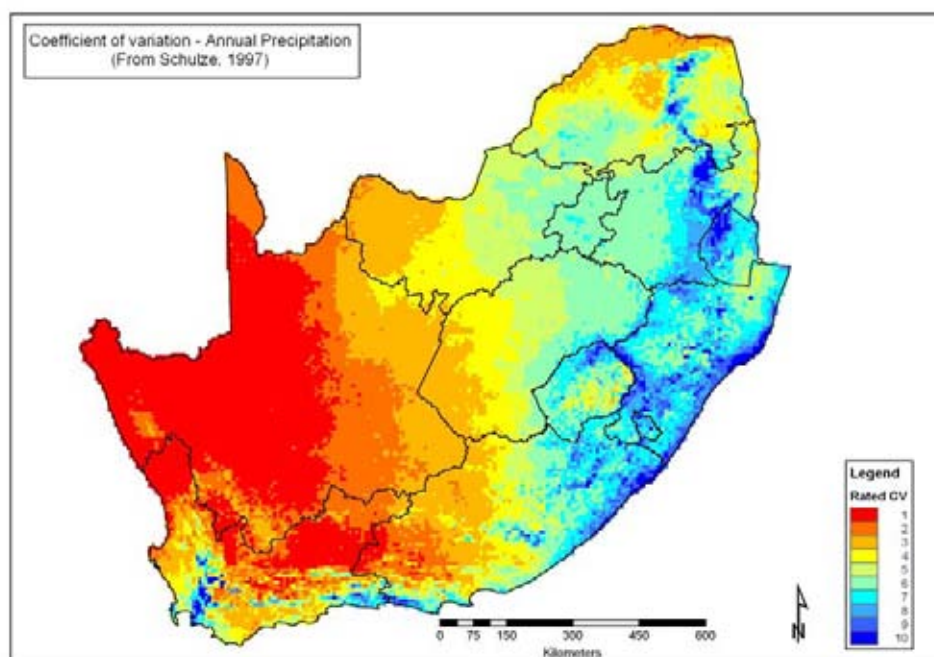 Coefficient of variation - Annual Precipitation
(From Schulze, 1997)
Legend
Rated CV
1
2
3
4
5
6
7
8
9
10
0 75 150 300 450 600
Kilometers
N